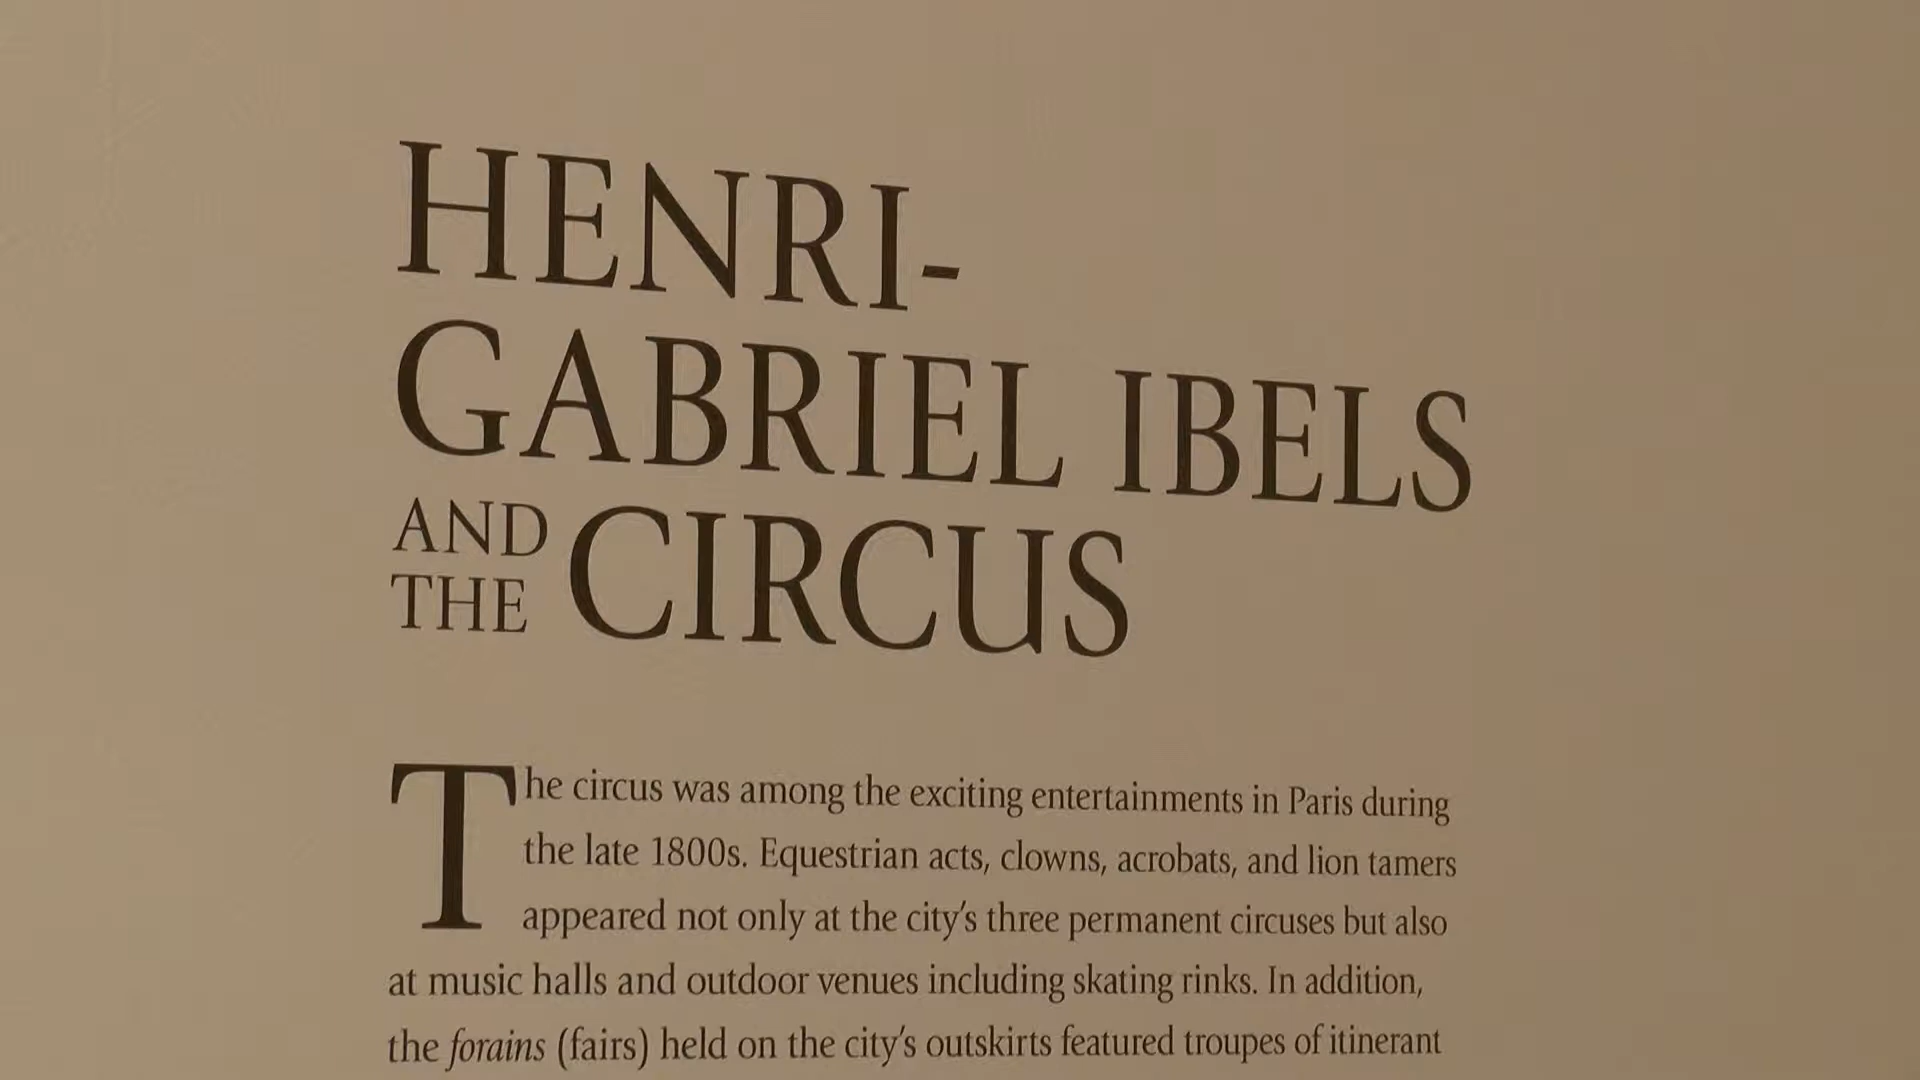 HENRI-
GABRIEL IBELS
AND THE CIRCUS
The circus was among the exciting entertainments in Paris during
the late 1800s. Equestrian acts, clowns, acrobats, and lion tamers
appeared not only at the city’s three permanent circuses but also
at music halls and outdoor venues including skating rinks. In addition,
the forains (fairs) held on the city’s outskirts featured troupes of itinerant